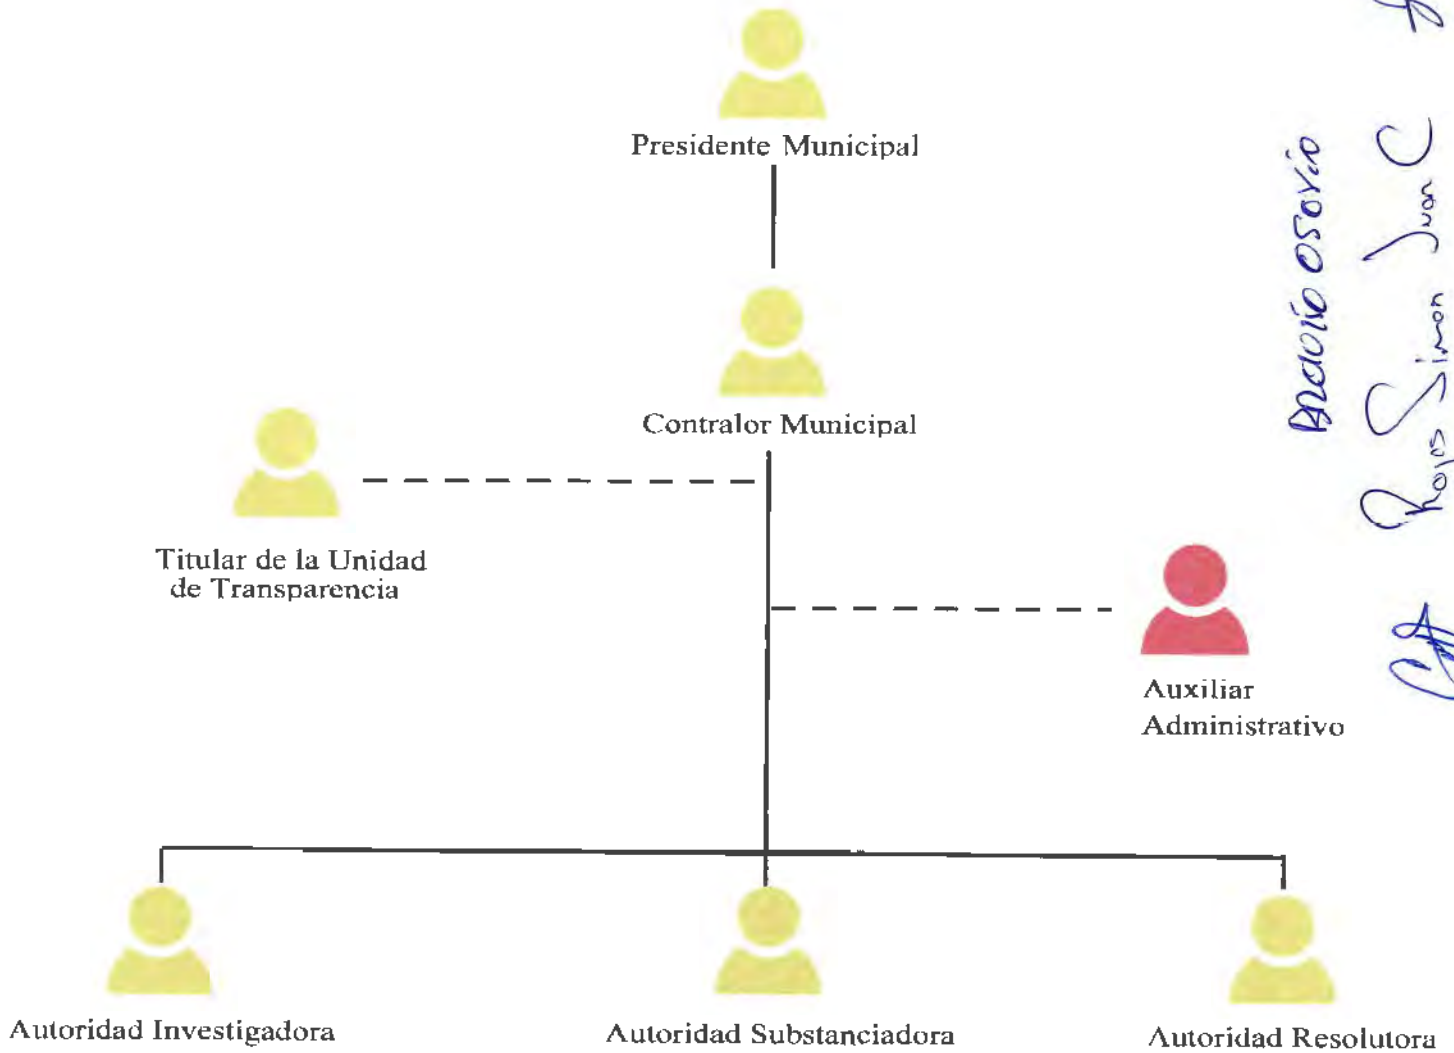 Presidente Municipal
Contralor Municipal
Titular de la Unidad
de Transparencia
Auxiliar
Administrativo
Autoridad Investigadora
Autoridad Substanciadora
Autoridad Resolutora
osorio
Rojas Simon Juan C